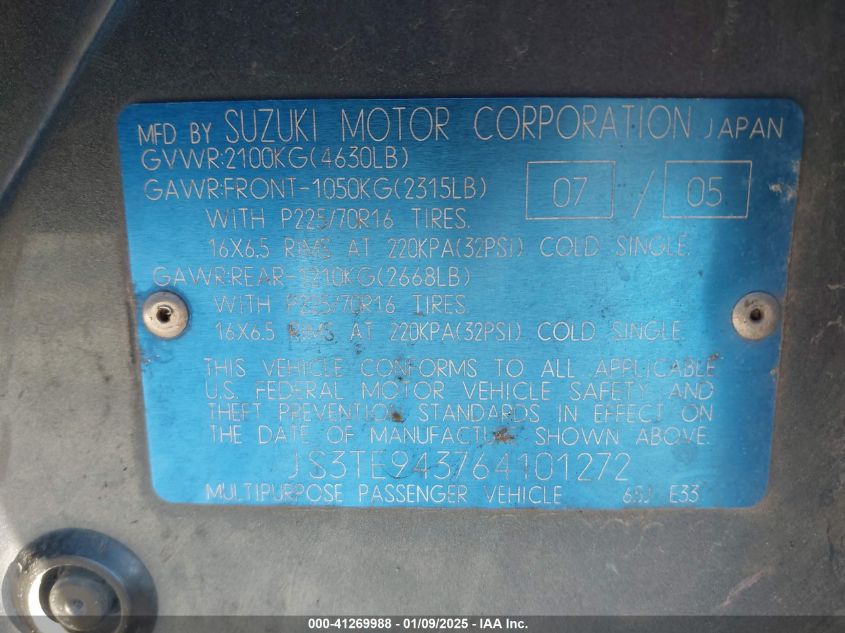 MFD BY SUZUKI MOTOR CORPORATION JAPAN
GVWR:2100KG(4630LB)
GAWR:FRONT-1050KG(2315LB) 07 / 05
WITH P225/70R16 TIRES.
16X6.5 RIMS AT 220KPA(32PSI) COLD SINGLE.
GAWR:REAR-1210KG(2668LB)
WITH P225/70R16 TIRES.
16X6.5 RIMS AT 220KPA(32PSI) COLD SINGLE.
THIS VEHICLE CONFORMS TO ALL APPLICABLE
U.S. FEDERAL MOTOR VEHICLE SAFETY AND
THEFT PREVENTION STANDARDS IN EFFECT ON
THE DATE OF MANUFACTURE SHOWN ABOVE.
JS3TE943764101272
MULTIPURPOSE PASSENGER VEHICLE E33
000-41269988 - 01/09/2025 - IAA Inc.